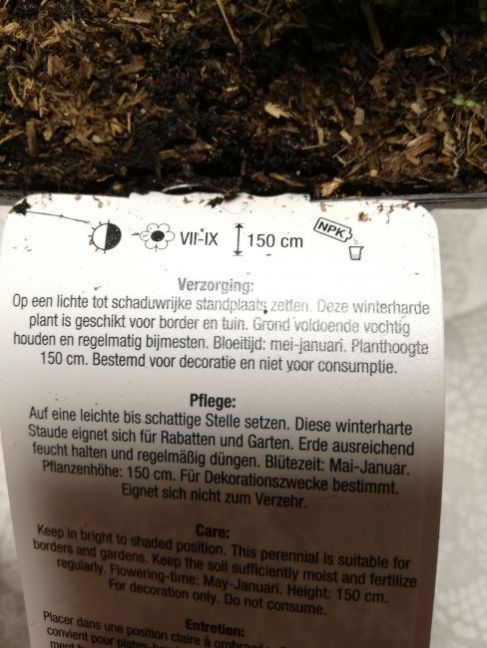 VII-IX 150 cm NPK
Verzorging:
Op een lichte tot schaduwrijke standplaats zetten. Deze winterharde
plant is geschikt voor border en tuin. Grond voldoende vochtig
houden en regelmatig bijmesten. Bloeitijd: mei-januari. Planthoogte
150 cm. Bestemd voor decoratie en niet voor consumptie.
Pflege:
Auf eine leichte bis schattige Stelle setzen. Diese winterharte
Staude eignet sich für Rabatten und Garten. Erde ausreichend
feucht halten und regelmäßig düngen. Blütezeit: Mai-Januar.
Pflanzenhöhe: 150 cm. Für Dekorationszwecke bestimmt.
Eignet sich nicht zum Verzehr.
Care:
Keep in bright to shaded position. This perennial is suitable for
borders and gardens. Keep the soil sufficiently moist and fertilize
regularly. Flowering-time: May-Januari. Height: 150 cm.
For decoration only. Do not consume.
Entretien:
Placer dans une position claire à
convient pour